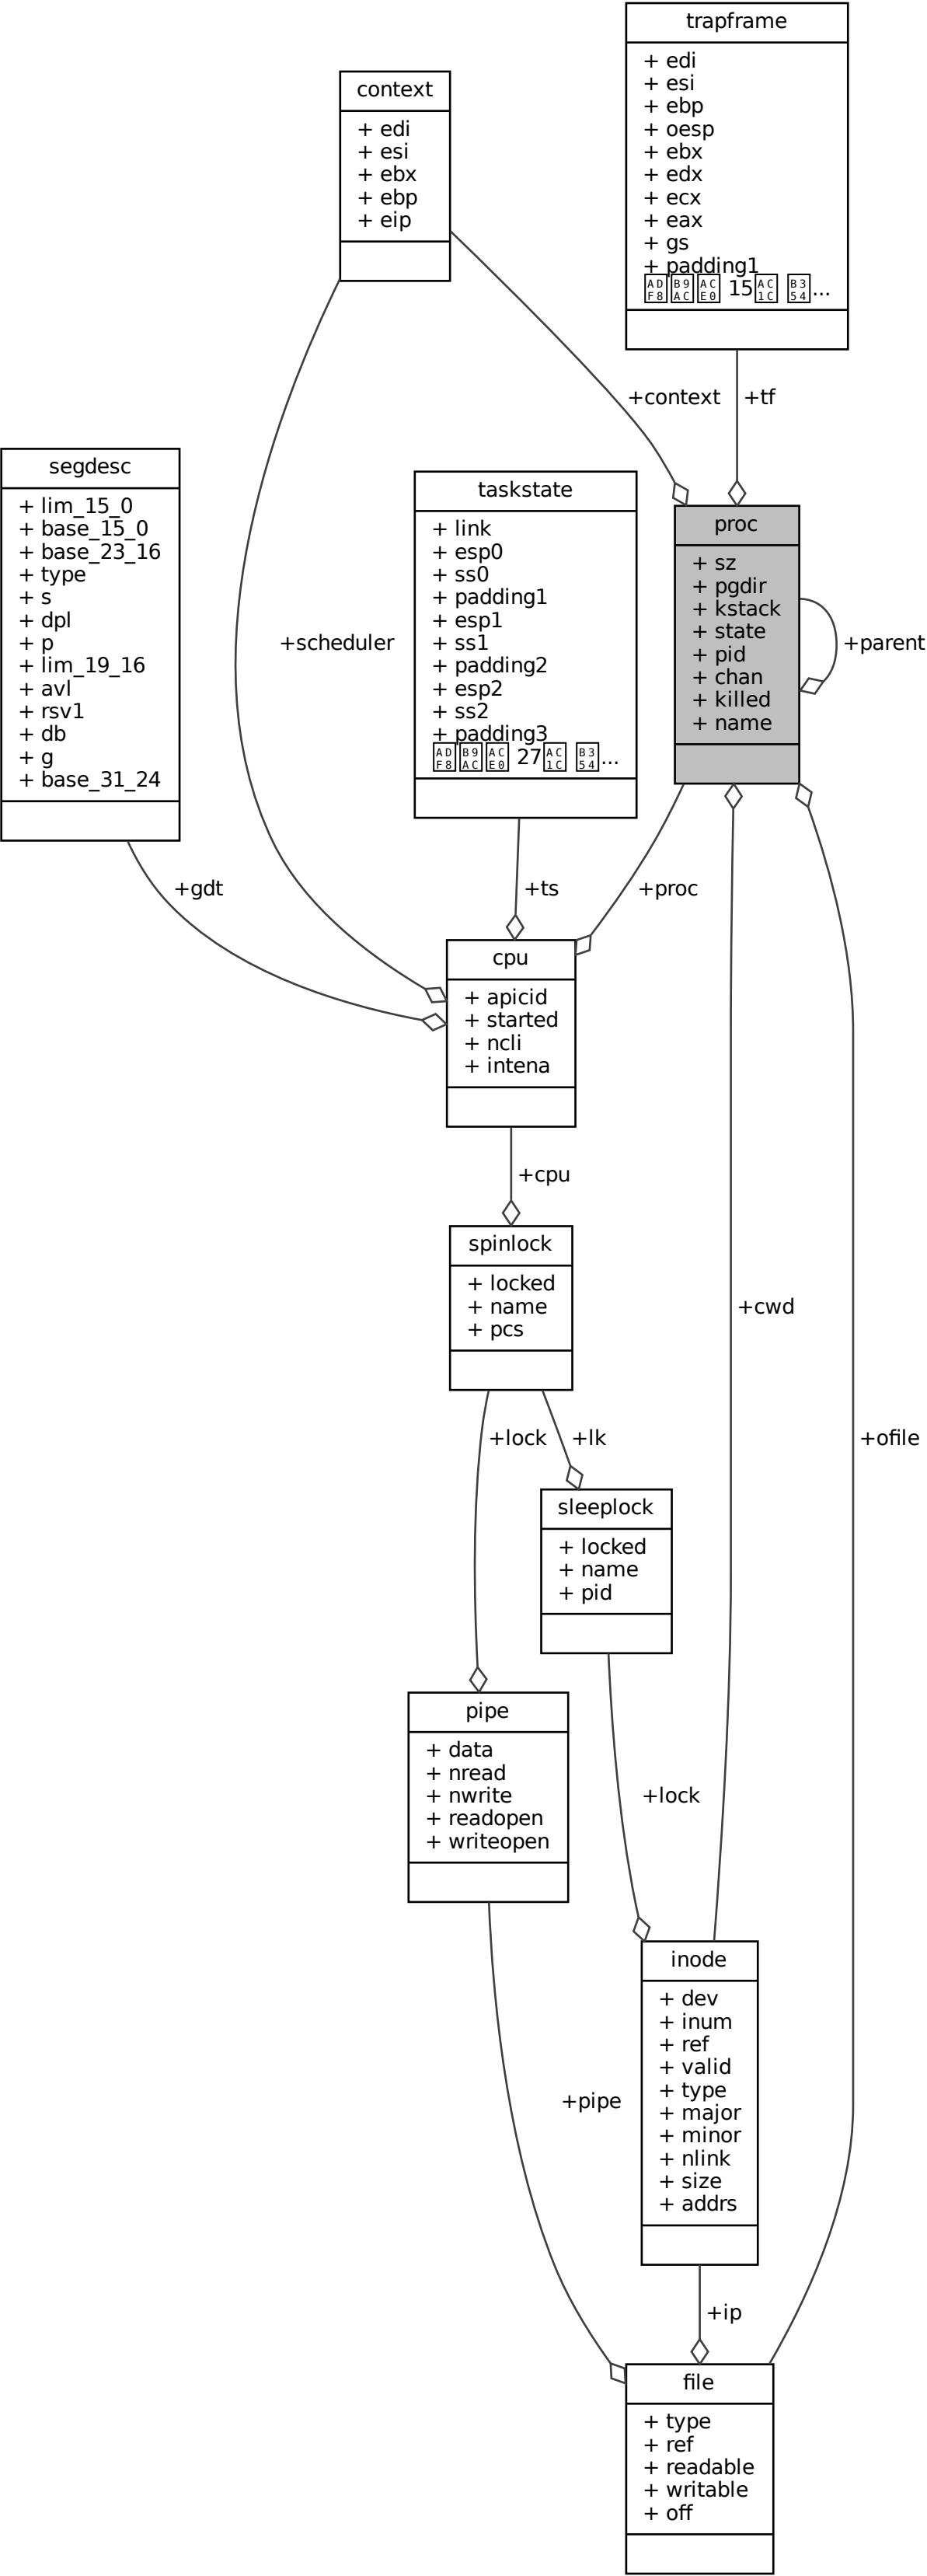 trapframe
+ edi
+ esi
+ ebp
+ oesp
+ ebx
+ edx
+ ecx
+ eax
+ gs
+ padding1
15 ...
context
+ edi
+ esi
+ ebx
+ ebp
+ eip
+context
+tf
segdesc
+ lim_15_0
+ base_15_0
+ base_23_16
+ type
+ s
+ dpl
+ p
+ lim_19_16
+ avl
+ rsv1
+ db
+ g
+ base_31_24
+scheduler
taskstate
+ link
+ esp0
+ ss0
+ padding1
+ esp1
+ ss1
+ padding2
+ esp2
+ ss2
+ padding3
27 ...
proc
+ sz
+ pgdir
+ kstack
+ state
+ pid
+ chan
+ killed
+ name
+parent
+gdt
+ts
+proc
cpu
+ apicid
+ started
+ ncli
+ intena
+cpu
spinlock
+ locked
+ name
+ pcs
+cwd
+lock
+lk
+ofile
sleeplock
+ locked
+ name
+ pid
pipe
+ data
+ nread
+ nwrite
+ readopen
+ writeopen
+lock
inode
+ dev
+ inum
+ ref
+ valid
+ type
+ major
+ minor
+ nlink
+ size
+ addrs
+pipe
+ip
file
+ type
+ ref
+ readable
+ writable
+ off